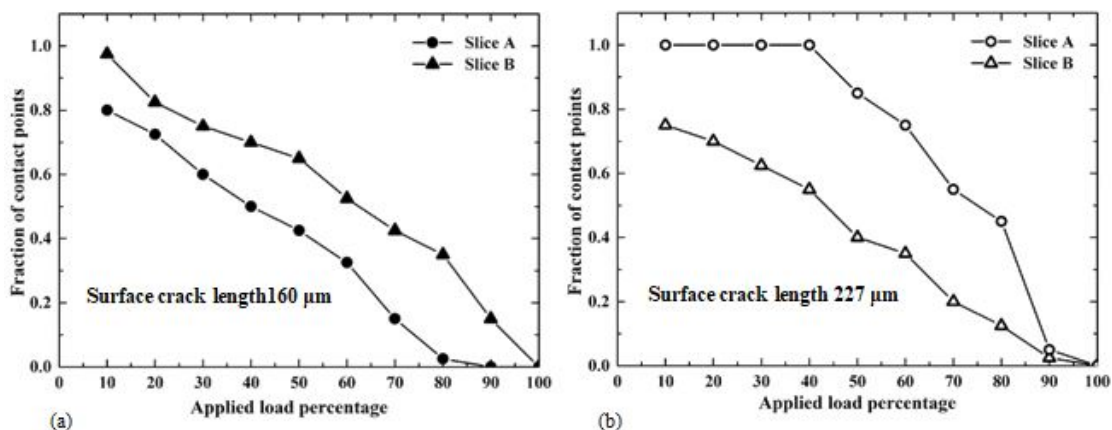 Fraction of contact points
1.0
0.8
0.6
0.4
0.2
0.0
Slice A
Slice B
Surface crack length160 µm
0 10 20 30 40 50 60 70 80 90 100
Applied load percentage
(a)
Fraction of contact points
1.0
0.8
0.6
0.4
0.2
0.0
Slice A
Slice B
Surface crack length 227 µm
0 10 20 30 40 50 60 70 80 90 100
Applied load percentage
(b)